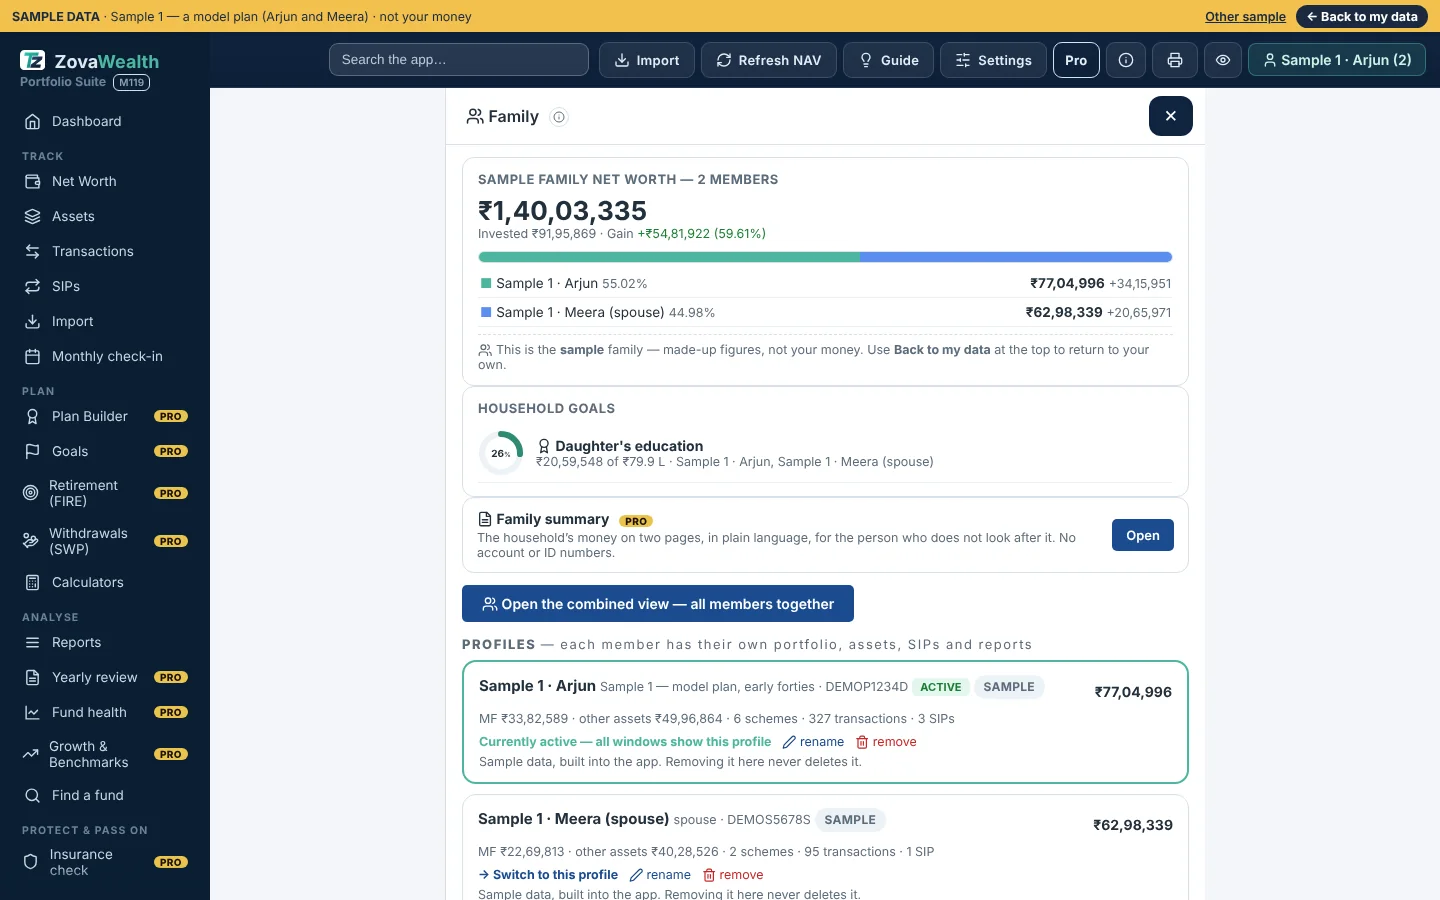 SAMPLE DATA · Sample 1 — a model plan (Arjun and Meera) · not your money
Other sample
← Back to my data
ZovaWealth
Portfolio Suite M119
Search the app…
Import
Refresh NAV
Guide
Settings
Pro
Sample 1 · Arjun (2)
Dashboard
TRACK
Net Worth
Assets
Transactions
SIPs
Import
Monthly check-in
PLAN
Plan Builder PRO
Goals PRO
Retirement
(FIRE) PRO
Withdrawals
(SWP) PRO
Calculators
ANALYSE
Reports
Yearly review PRO
Fund health PRO
Growth &
Benchmarks PRO
Find a fund
PROTECT & PASS ON
Insurance
check PRO
Family
SAMPLE FAMILY NET WORTH — 2 MEMBERS
₹1,40,03,335
Invested ₹91,95,869 · Gain +₹54,81,922 (59.61%)
Sample 1 · Arjun 55.02% ₹77,04,996 +34,15,951
Sample 1 · Meera (spouse) 44.98% ₹62,98,339 +20,65,971
This is the sample family — made-up figures, not your money. Use Back to my data at the top to return to your
own.
HOUSEHOLD GOALS
26%
Daughter's education
₹20,59,548 of ₹79.9 L · Sample 1 · Arjun, Sample 1 · Meera (spouse)
Family summary PRO
The household’s money on two pages, in plain language, for the person who does not look after it. No
account or ID numbers.
Open
Open the combined view — all members together
PROFILES — each member has their own portfolio, assets, SIPs and reports
Sample 1 · Arjun Sample 1 — model plan, early forties · DEMOP1234D ACTIVE SAMPLE ₹77,04,996
MF ₹33,82,589 · other assets ₹49,96,864 · 6 schemes · 327 transactions · 3 SIPs
Currently active — all windows show this profile rename remove
Sample data, built into the app. Removing it here never deletes it.
Sample 1 · Meera (spouse) spouse · DEMOS5678S SAMPLE ₹62,98,339
MF ₹22,69,813 · other assets ₹40,28,526 · 2 schemes · 95 transactions · 1 SIP
→ Switch to this profile rename remove
Sample data, built into the app. Removing it here never deletes it.